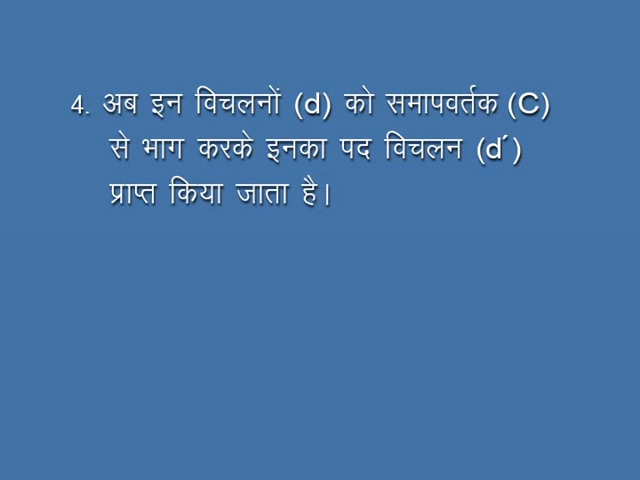 4. अब इन विचलनों (d) को समापवर्तक (C)
से भाग करके इनका पद विचलन (d´)
प्राप्त किया जाता है।